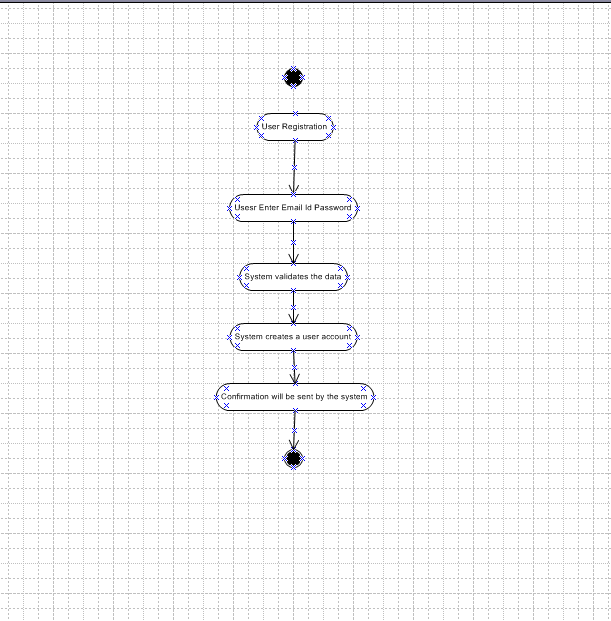 User Registration
Usesr Enter Email Id Password
System validates the data
System creates a user account
Confirmation will be sent by the system